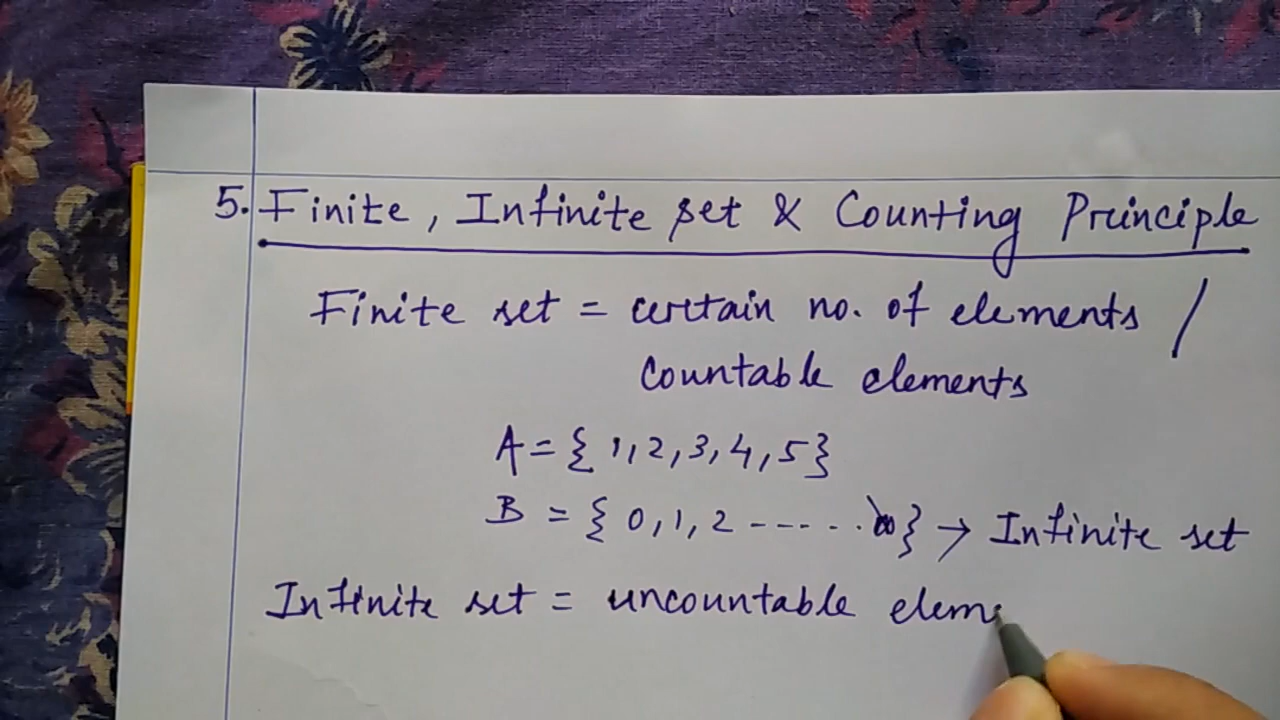 5. Finite, Infinite set & Counting Principle
Finite set = certain no. of elements /
Countable elements
A = { 1, 2, 3, 4, 5 }
B = { 0, 1, 2 ------ ∞ } → Infinite set
Infinite set = uncountable elem